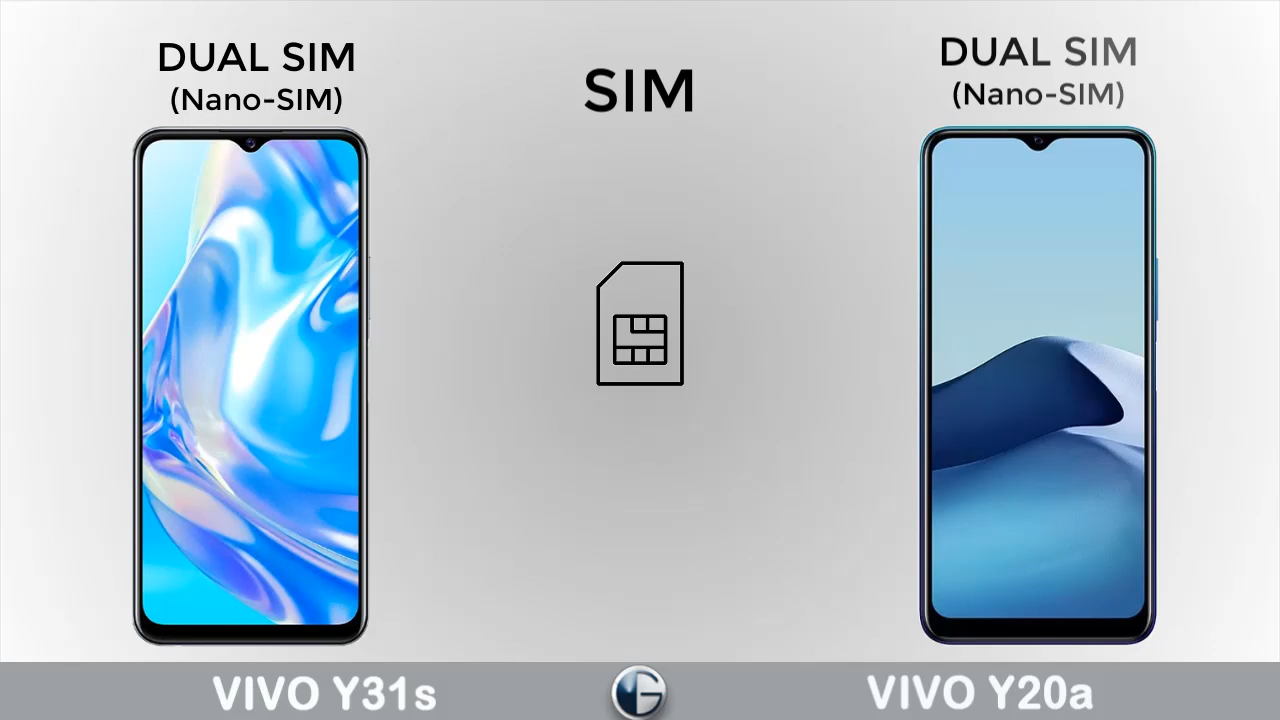 DUAL SIM
(Nano-SIM)
SIM
DUAL SIM
(Nano-SIM)
VIVO Y31s
VIVO Y20a